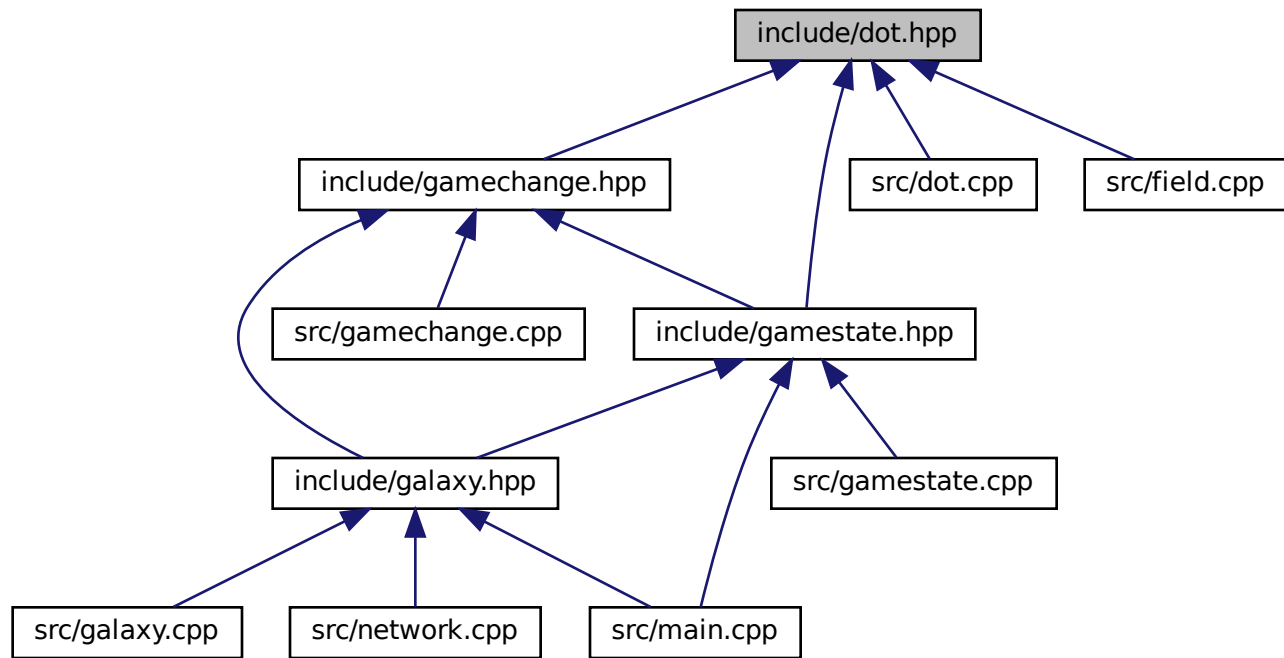 include/dot.hpp
include/gamechange.hpp
src/dot.cpp
src/field.cpp
src/gamechange.cpp
include/gamestate.hpp
include/galaxy.hpp
src/gamestate.cpp
src/galaxy.cpp
src/network.cpp
src/main.cpp